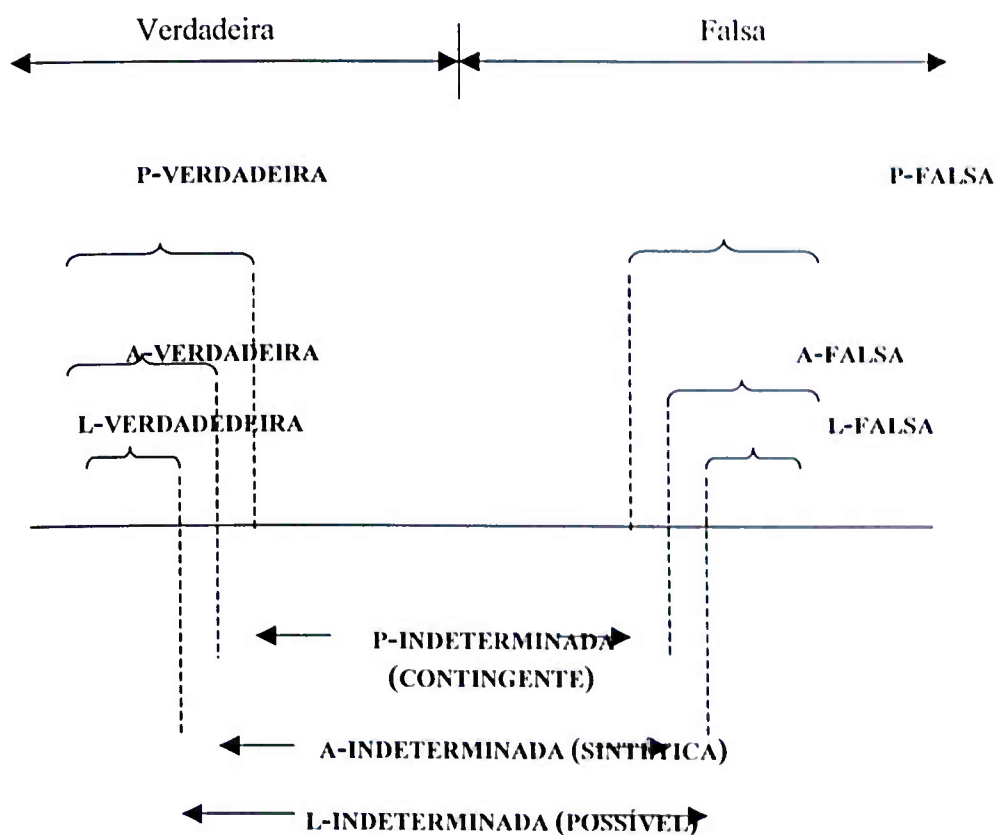 Verdadeira Falsa
P-VERDADEIRA P-FALSA
A-VERDADEIRA A-FALSA
L-VERDADEDEIRA L-FALSA
P-INDETERMINADA
(CONTINGENTE)
A-INDETERMINADA (SINTÉTICA)
L-INDETERMINADA (POSSÍVEL)